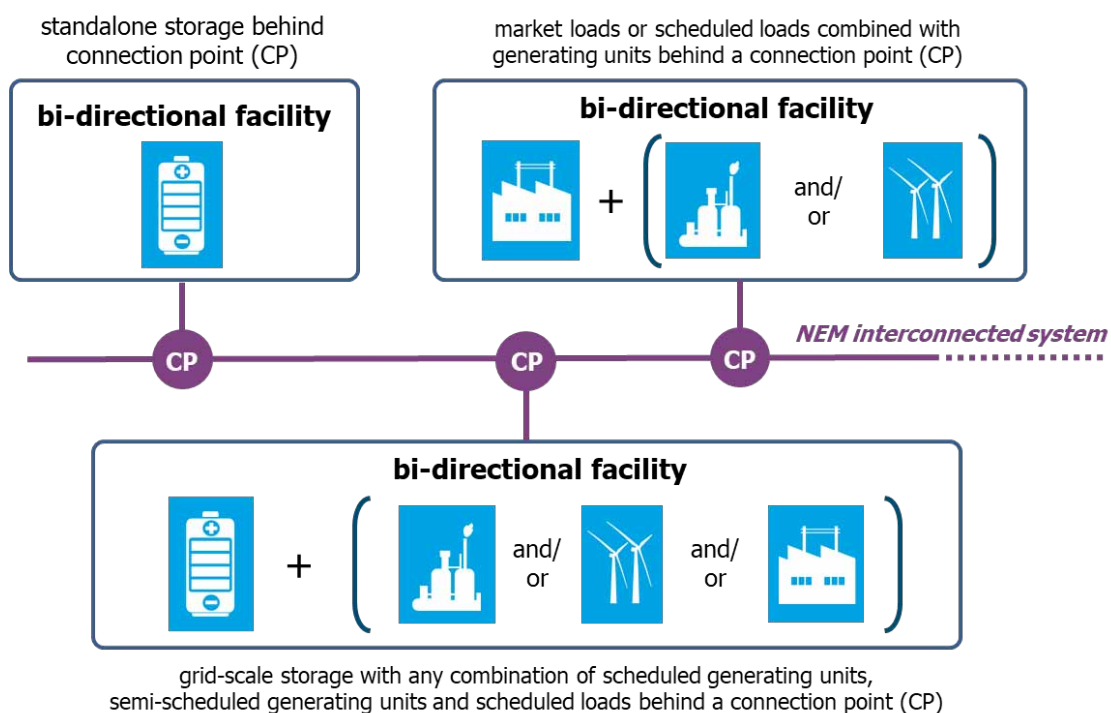 standalone storage behind
connection point (CP)
bi-directional facility
market loads or scheduled loads combined with
generating units behind a connection point (CP)
bi-directional facility
+
and/
or
CP
CP
CP
NEM interconnected system
bi-directional facility
+
and/
or
and/
or
grid-scale storage with any combination of scheduled generating units,
semi-scheduled generating units and scheduled loads behind a connection point (CP)